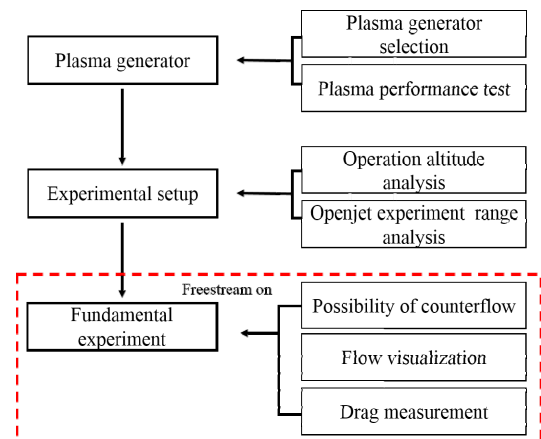 Plasma generator
Plasma generator
selection
Plasma performance test
Experimental setup
Operation altitude
analysis
Openjet experiment range
analysis
Freestream on
Fundamental
experiment
Possibility of counterflow
Flow visualization
Drag measurement